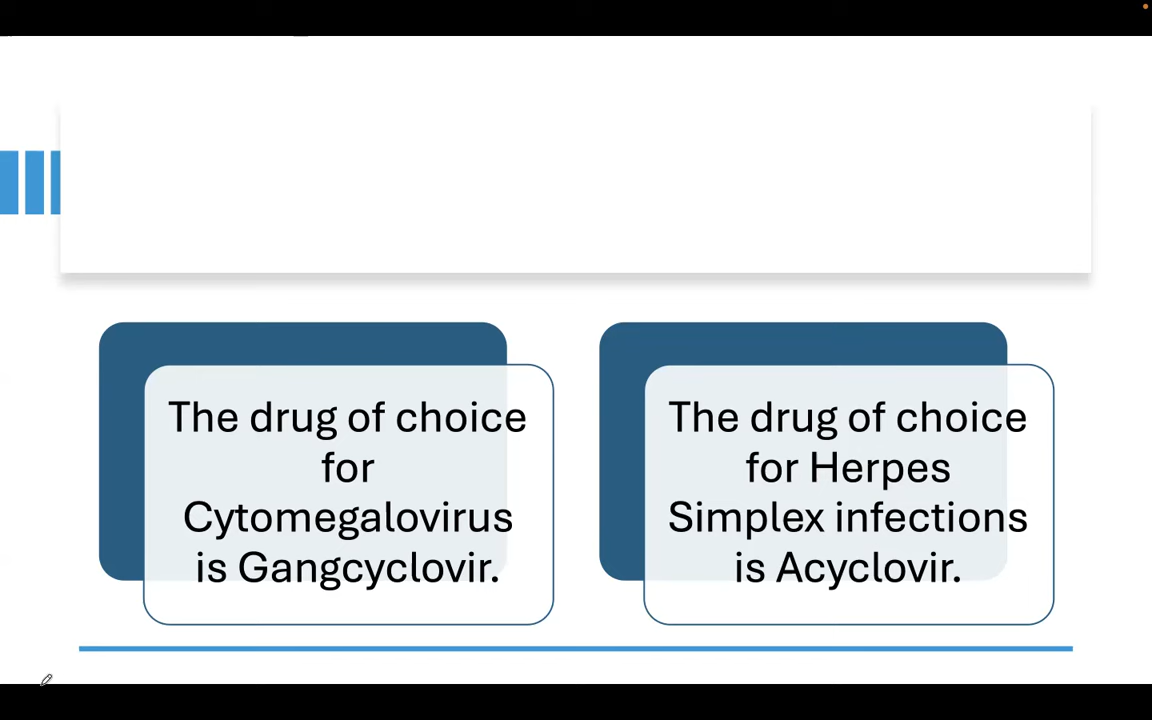 The drug of choice
for
Cytomegalovirus
is Gangcyclovir.
The drug of choice
for Herpes
Simplex infections
is Acyclovir.